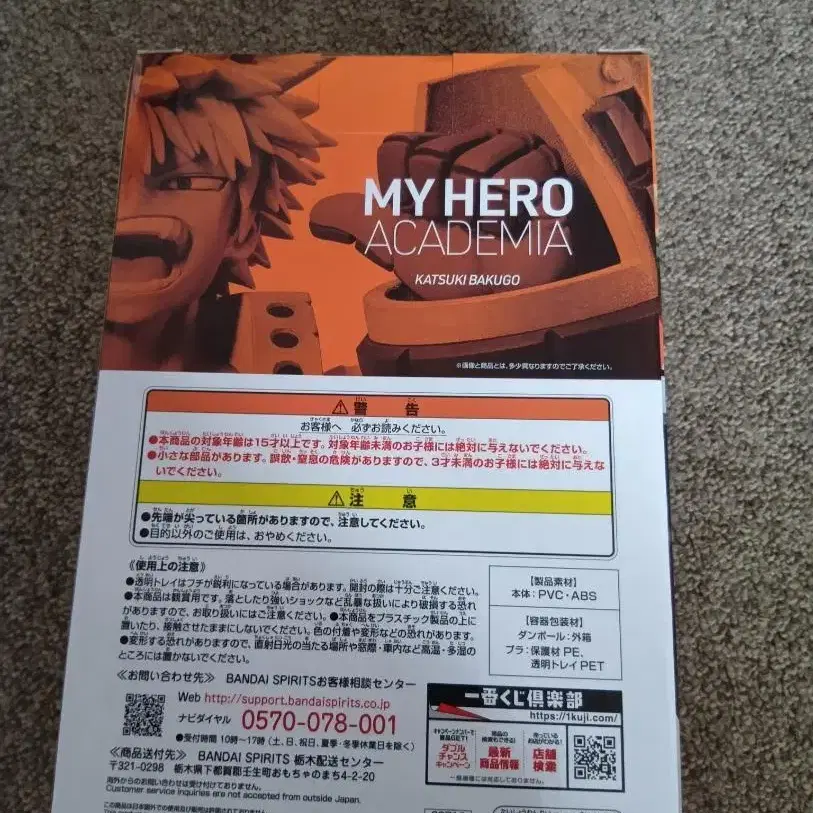 MY HERO
ACADEMIA
KATSUKI BAKUGO
※画像と商品とは、多少異なりますのでご了承ください。
⚠警告
お客様へ 必ずお読みください。
●本商品の対象年齢は15才以上です。対象年齢未満のお子様には絶対に与えないでください。
●小さな部品があります。誤飲・窒息の危険がありますので、3才未満のお子様には絶対に与えな
いでください。
⚠注意
●先端が尖っている箇所がありますので、注意してください。
●目的以外のご使用は、おやめください。
《使用上の注意》
●透明トレイはフチが鋭利になっている場合があります。開封の際は十分ご注意ください。
●本商品は観賞用です。落としたり強いショックなど乱暴な扱いにより破損する恐れ
がありますので、お取り扱いにはご注意ください。●本商品をプラスチック製品の上に
置いたり、接触させたままにしないでください。色の付着や変形などの恐れがあります。
●変形する恐れがありますので、直射日光の当たる場所や窓際・車内など高温・多湿の
ところには置かないでください。
【製品素材】
本体:PVC・ABS
【容器包装材】
ダンボール:外箱
プラ:保護材 PE、
透明トレイ PET
《お問い合わせ先》 BANDAI SPIRITSお客様相談センター
Web http://support.bandaispirits.co.jp
ナビダイヤル 0570-078-001
●受付時間 10時〜17時(土、日、祝日、夏季・冬季休業日を除く)
《商品送付先》 BANDAI SPIRITS 栃木配送センター
〒321-0298 栃木県下都賀郡壬生町おもちゃのまち4-2-20
海外からのお問い合わせは受け付けておりません。
Customer service inquiries are not accepted from outside Japan.
一番くじ倶楽部
https://1kuji.com/
ダブル
チャンス
キャンペーン
最新
商品情報
店舗
検索